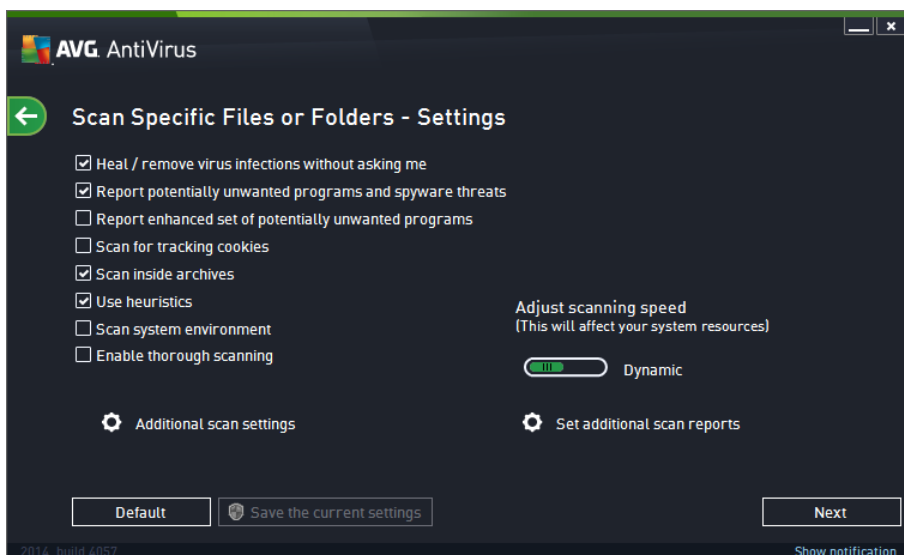 AVG. AntiVirus
Scan Specific Files or Folders - Settings
Heal / remove virus infections without asking me
Report potentially unwanted programs and spyware threats
Report enhanced set of potentially unwanted programs
Scan for tracking cookies
Scan inside archives
Use heuristics
Scan system environment
Enable thorough scanning
Adjust scanning speed
(This will affect your system resources)
Dynamic
Additional scan settings
Set additional scan reports
Default
Save the current settings
Next
2014 build 4057
Show notification